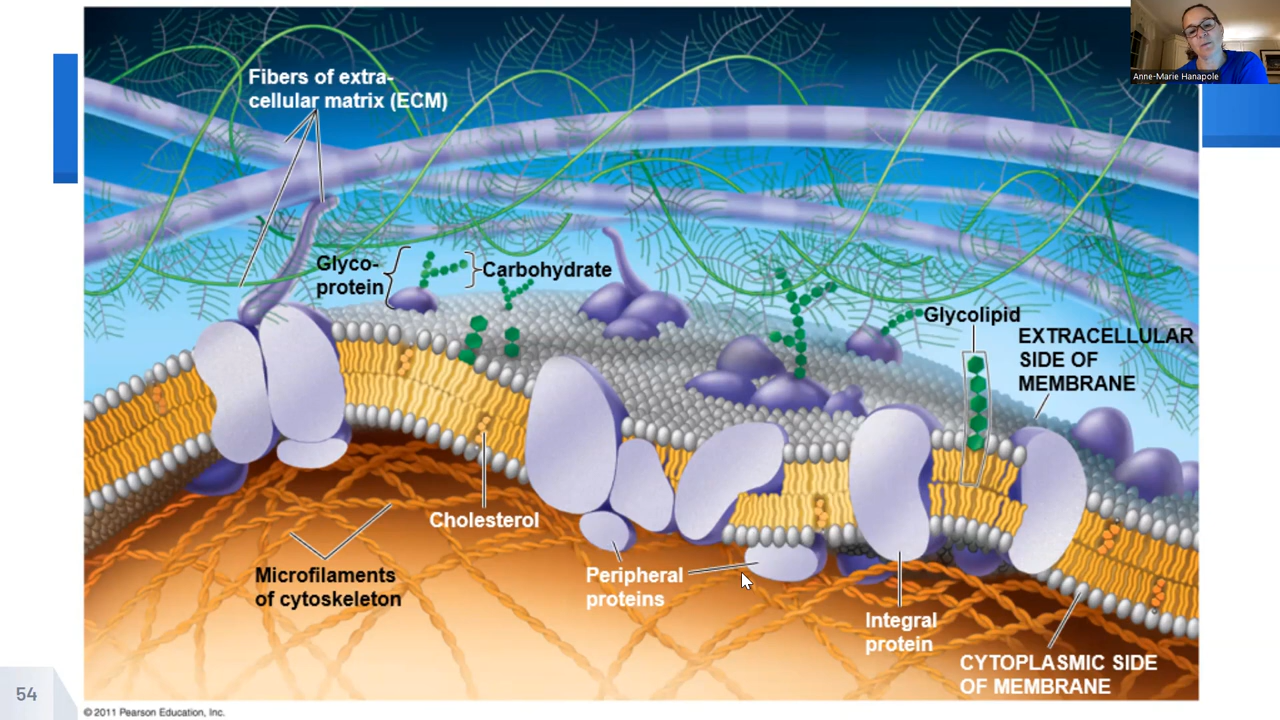 Anne-Marie Hanapole
Fibers of extra-
cellular matrix (ECM)
Glyco-
protein
Carbohydrate
Glycolipid
EXTRACELLULAR
SIDE OF
MEMBRANE
Cholesterol
Microfilaments
of cytoskeleton
Peripheral
proteins
Integral
protein
CYTOPLASMIC SIDE
OF MEMBRANE
54
© 2011 Pearson Education, Inc.